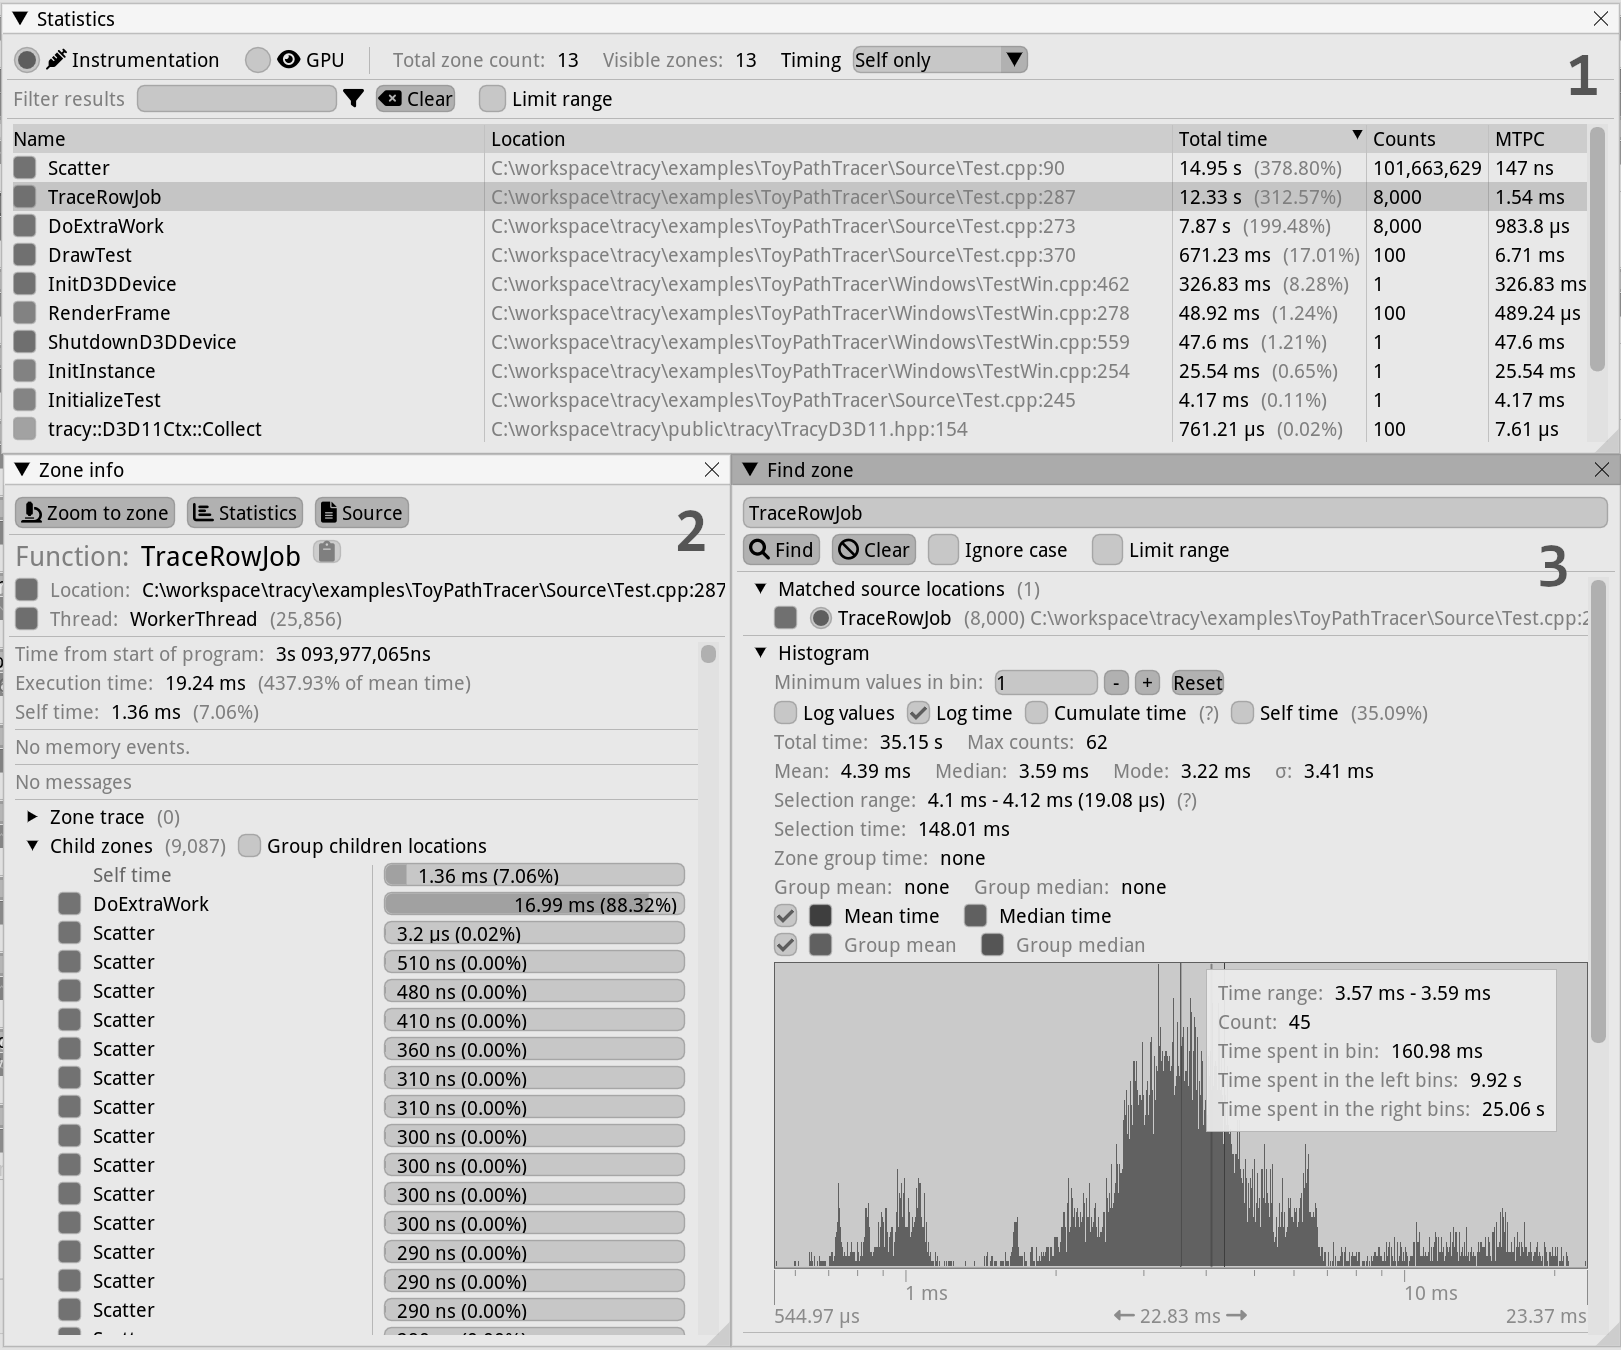 Statistics
Instrumentation GPU Total zone count: 13 Visible zones: 13 Timing Self only
1
Filter results Clear Limit range
Name Location Total time Counts MTPC
Scatter C:\workspace\tracy\examples\ToyPathTracer\Source\Test.cpp:90 14.95 s (378.80%) 101,663,629 147 ns
TraceRowJob C:\workspace\tracy\examples\ToyPathTracer\Source\Test.cpp:287 12.33 s (312.57%) 8,000 1.54 ms
DoExtraWork C:\workspace\tracy\examples\ToyPathTracer\Source\Test.cpp:273 7.87 s (199.48%) 8,000 983.8 µs
DrawTest C:\workspace\tracy\examples\ToyPathTracer\Source\Test.cpp:370 671.23 ms (17.01%) 100 6.71 ms
InitD3DDevice C:\workspace\tracy\examples\ToyPathTracer\Windows\TestWin.cpp:462 326.83 ms (8.28%) 1 326.83 ms
RenderFrame C:\workspace\tracy\examples\ToyPathTracer\Windows\TestWin.cpp:278 48.92 ms (1.24%) 100 489.24 µs
ShutdownD3DDevice C:\workspace\tracy\examples\ToyPathTracer\Windows\TestWin.cpp:559 47.6 ms (1.21%) 1 47.6 ms
InitInstance C:\workspace\tracy\examples\ToyPathTracer\Windows\TestWin.cpp:254 25.54 ms (0.65%) 1 25.54 ms
InitializeTest C:\workspace\tracy\examples\ToyPathTracer\Source\Test.cpp:245 4.17 ms (0.11%) 1 4.17 ms
tracy::D3D11Ctx::Collect C:\workspace\tracy\public\tracy\TracyD3D11.hpp:154 761.21 µs (0.02%) 100 7.61 µs
Zone info
Zoom to zone Statistics Source
2
Function: TraceRowJob
Location: C:\workspace\tracy\examples\ToyPathTracer\Source\Test.cpp:287
Thread: WorkerThread (25,856)
Time from start of program: 3s 093,977,065ns
Execution time: 19.24 ms (437.93% of mean time)
Self time: 1.36 ms (7.06%)
No memory events.
No messages
Zone trace (0)
Child zones (9,087) Group children locations
Self time 1.36 ms (7.06%)
DoExtraWork 16.99 ms (88.32%)
Scatter 3.2 µs (0.02%)
Scatter 510 ns (0.00%)
Scatter 480 ns (0.00%)
Scatter 410 ns (0.00%)
Scatter 360 ns (0.00%)
Scatter 310 ns (0.00%)
Scatter 310 ns (0.00%)
Scatter 300 ns (0.00%)
Scatter 300 ns (0.00%)
Scatter 300 ns (0.00%)
Scatter 300 ns (0.00%)
Scatter 290 ns (0.00%)
Scatter 290 ns (0.00%)
Scatter 290 ns (0.00%)
Find zone
TraceRowJob
Find Clear Ignore case Limit range
3
Matched source locations (1)
TraceRowJob (8,000) C:\workspace\tracy\examples\ToyPathTracer\Source\Test.cpp:2
Histogram
Minimum values in bin: 1 - + Reset
Log values Log time Cumulate time (?) Self time (35.09%)
Total time: 35.15 s Max counts: 62
Mean: 4.39 ms Median: 3.59 ms Mode: 3.22 ms σ: 3.41 ms
Selection range: 4.1 ms - 4.12 ms (19.08 µs) (?)
Selection time: 148.01 ms
Zone group time: none
Group mean: none Group median: none
Mean time Median time
Group mean Group median
Time range: 3.57 ms - 3.59 ms
Count: 45
Time spent in bin: 160.98 ms
Time spent in the left bins: 9.92 s
Time spent in the right bins: 25.06 s
1 ms 10 ms
544.97 µs ← 22.83 ms → 23.37 ms